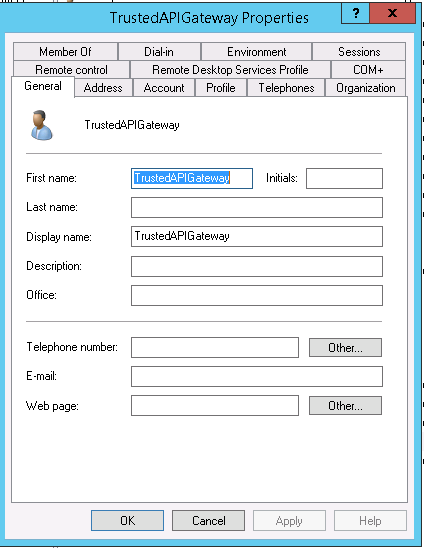 TrustedAPIGateway Properties
? x
Member Of Dial-in Environment Sessions
Remote control Remote Desktop Services Profile COM+
General Address Account Profile Telephones Organization
TrustedAPIGateway
First name: TrustedAPIGateway Initials:
Last name:
Display name: TrustedAPIGateway
Description:
Office:
Telephone number: Other...
E-mail:
Web page: Other...
OK Cancel Apply Help